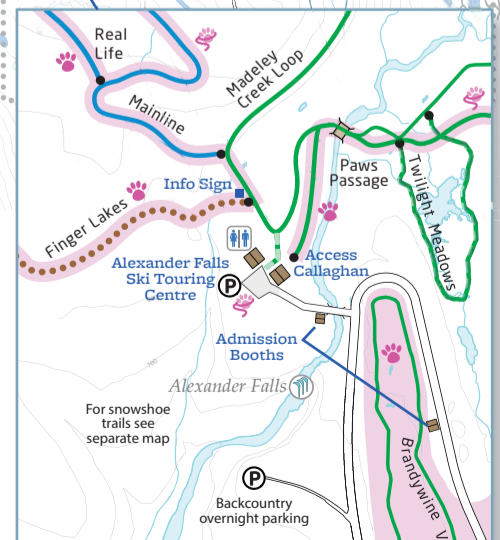 Real
Life
Madeley
Creek Loop
Mainline
Info Sign
Paws
Passage
Twilight Meadows
Finger Lakes
Alexander Falls
Ski Touring
Centre
P
Access
Callaghan
Admission
Booths
Alexander Falls
For snowshoe
trails see
separate map
P
Backcountry
overnight parking
Brandywine V